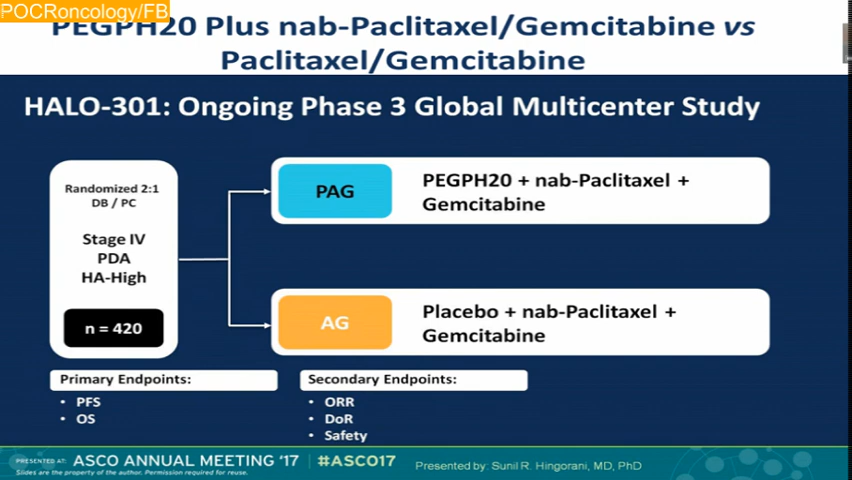 POCRoncology/FB
PEGPH20 Plus nab-Paclitaxel/Gemcitabine vs
Paclitaxel/Gemcitabine
HALO-301: Ongoing Phase 3 Global Multicenter Study
Randomized 2:1
DB / PC
Stage IV
PDA
HA-High
n = 420
PAG
PEGPH20 + nab-Paclitaxel +
Gemcitabine
AG
Placebo + nab-Paclitaxel +
Gemcitabine
Primary Endpoints:
• PFS
• OS
Secondary Endpoints:
• ORR
• DoR
• Safety
PRESENTED AT: ASCO ANNUAL MEETING '17 | #ASCO17
Slides are the property of the author. Permission required for reuse.
Presented by: Sunil R. Hingorani, MD, PhD